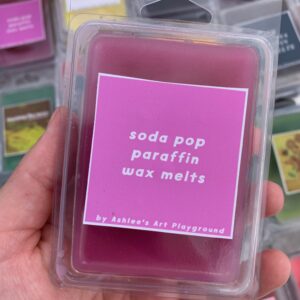 soda pop
paraffin
wax melts
by Ashlee's Art Playground